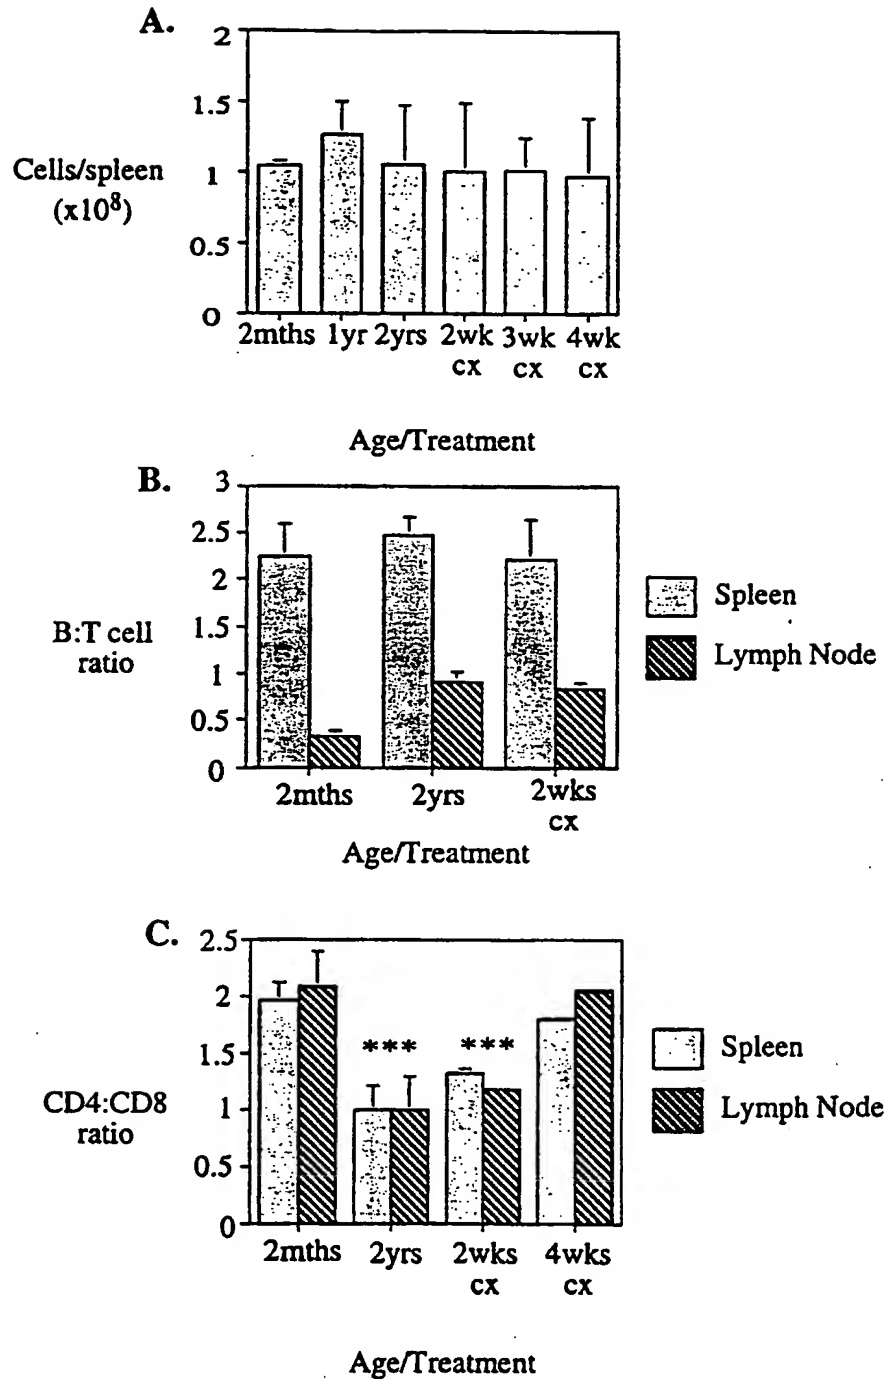 A.
2
1.5
1
0.5
0
Cells/spleen
(x10⁸)
2mths 1yr 2yrs 2wk cx 3wk cx 4wk cx
Age/Treatment
B.
3
2.5
2
1.5
1
0.5
0
B:T cell
ratio
Spleen
Lymph Node
2mths 2yrs 2wks cx
Age/Treatment
C.
2.5
2
1.5
1
0.5
0
CD4:CD8
ratio
*** ***
Spleen
Lymph Node
2mths 2yrs 2wks cx 4wks cx
Age/Treatment